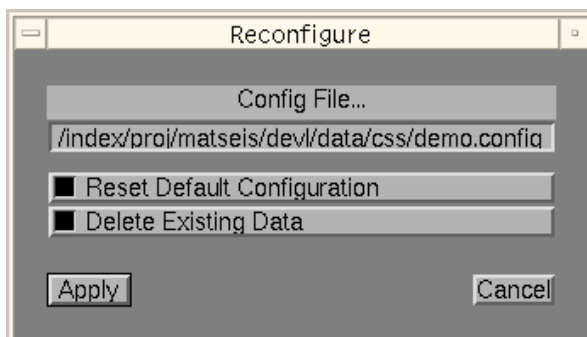 Reconfigure
Config File...
/index/proj/matseis/devl/data/css/demo.config
Reset Default Configuration
Delete Existing Data
Apply
Cancel